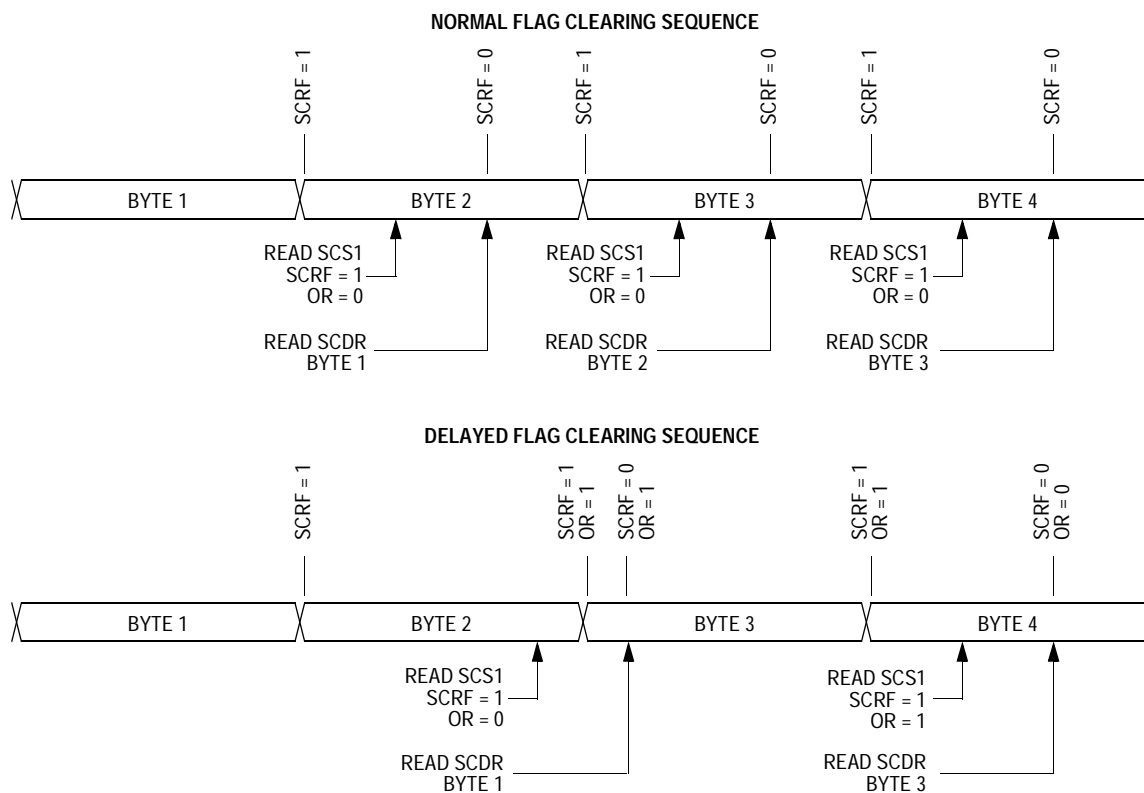 NORMAL FLAG CLEARING SEQUENCE
SCRF = 1
SCRF = 0
SCRF = 1
SCRF = 0
SCRF = 1
SCRF = 0
BYTE 1
BYTE 2
BYTE 3
BYTE 4
READ SCS1
SCRF = 1
OR = 0
READ SCS1
SCRF = 1
OR = 0
READ SCS1
SCRF = 1
OR = 0
READ SCDR
BYTE 1
READ SCDR
BYTE 2
READ SCDR
BYTE 3
DELAYED FLAG CLEARING SEQUENCE
SCRF = 1
SCRF = 1
OR = 1
SCRF = 0
OR = 1
SCRF = 1
OR = 1
SCRF = 0
OR = 0
BYTE 1
BYTE 2
BYTE 3
BYTE 4
READ SCS1
SCRF = 1
OR = 0
READ SCS1
SCRF = 1
OR = 1
READ SCDR
BYTE 1
READ SCDR
BYTE 3